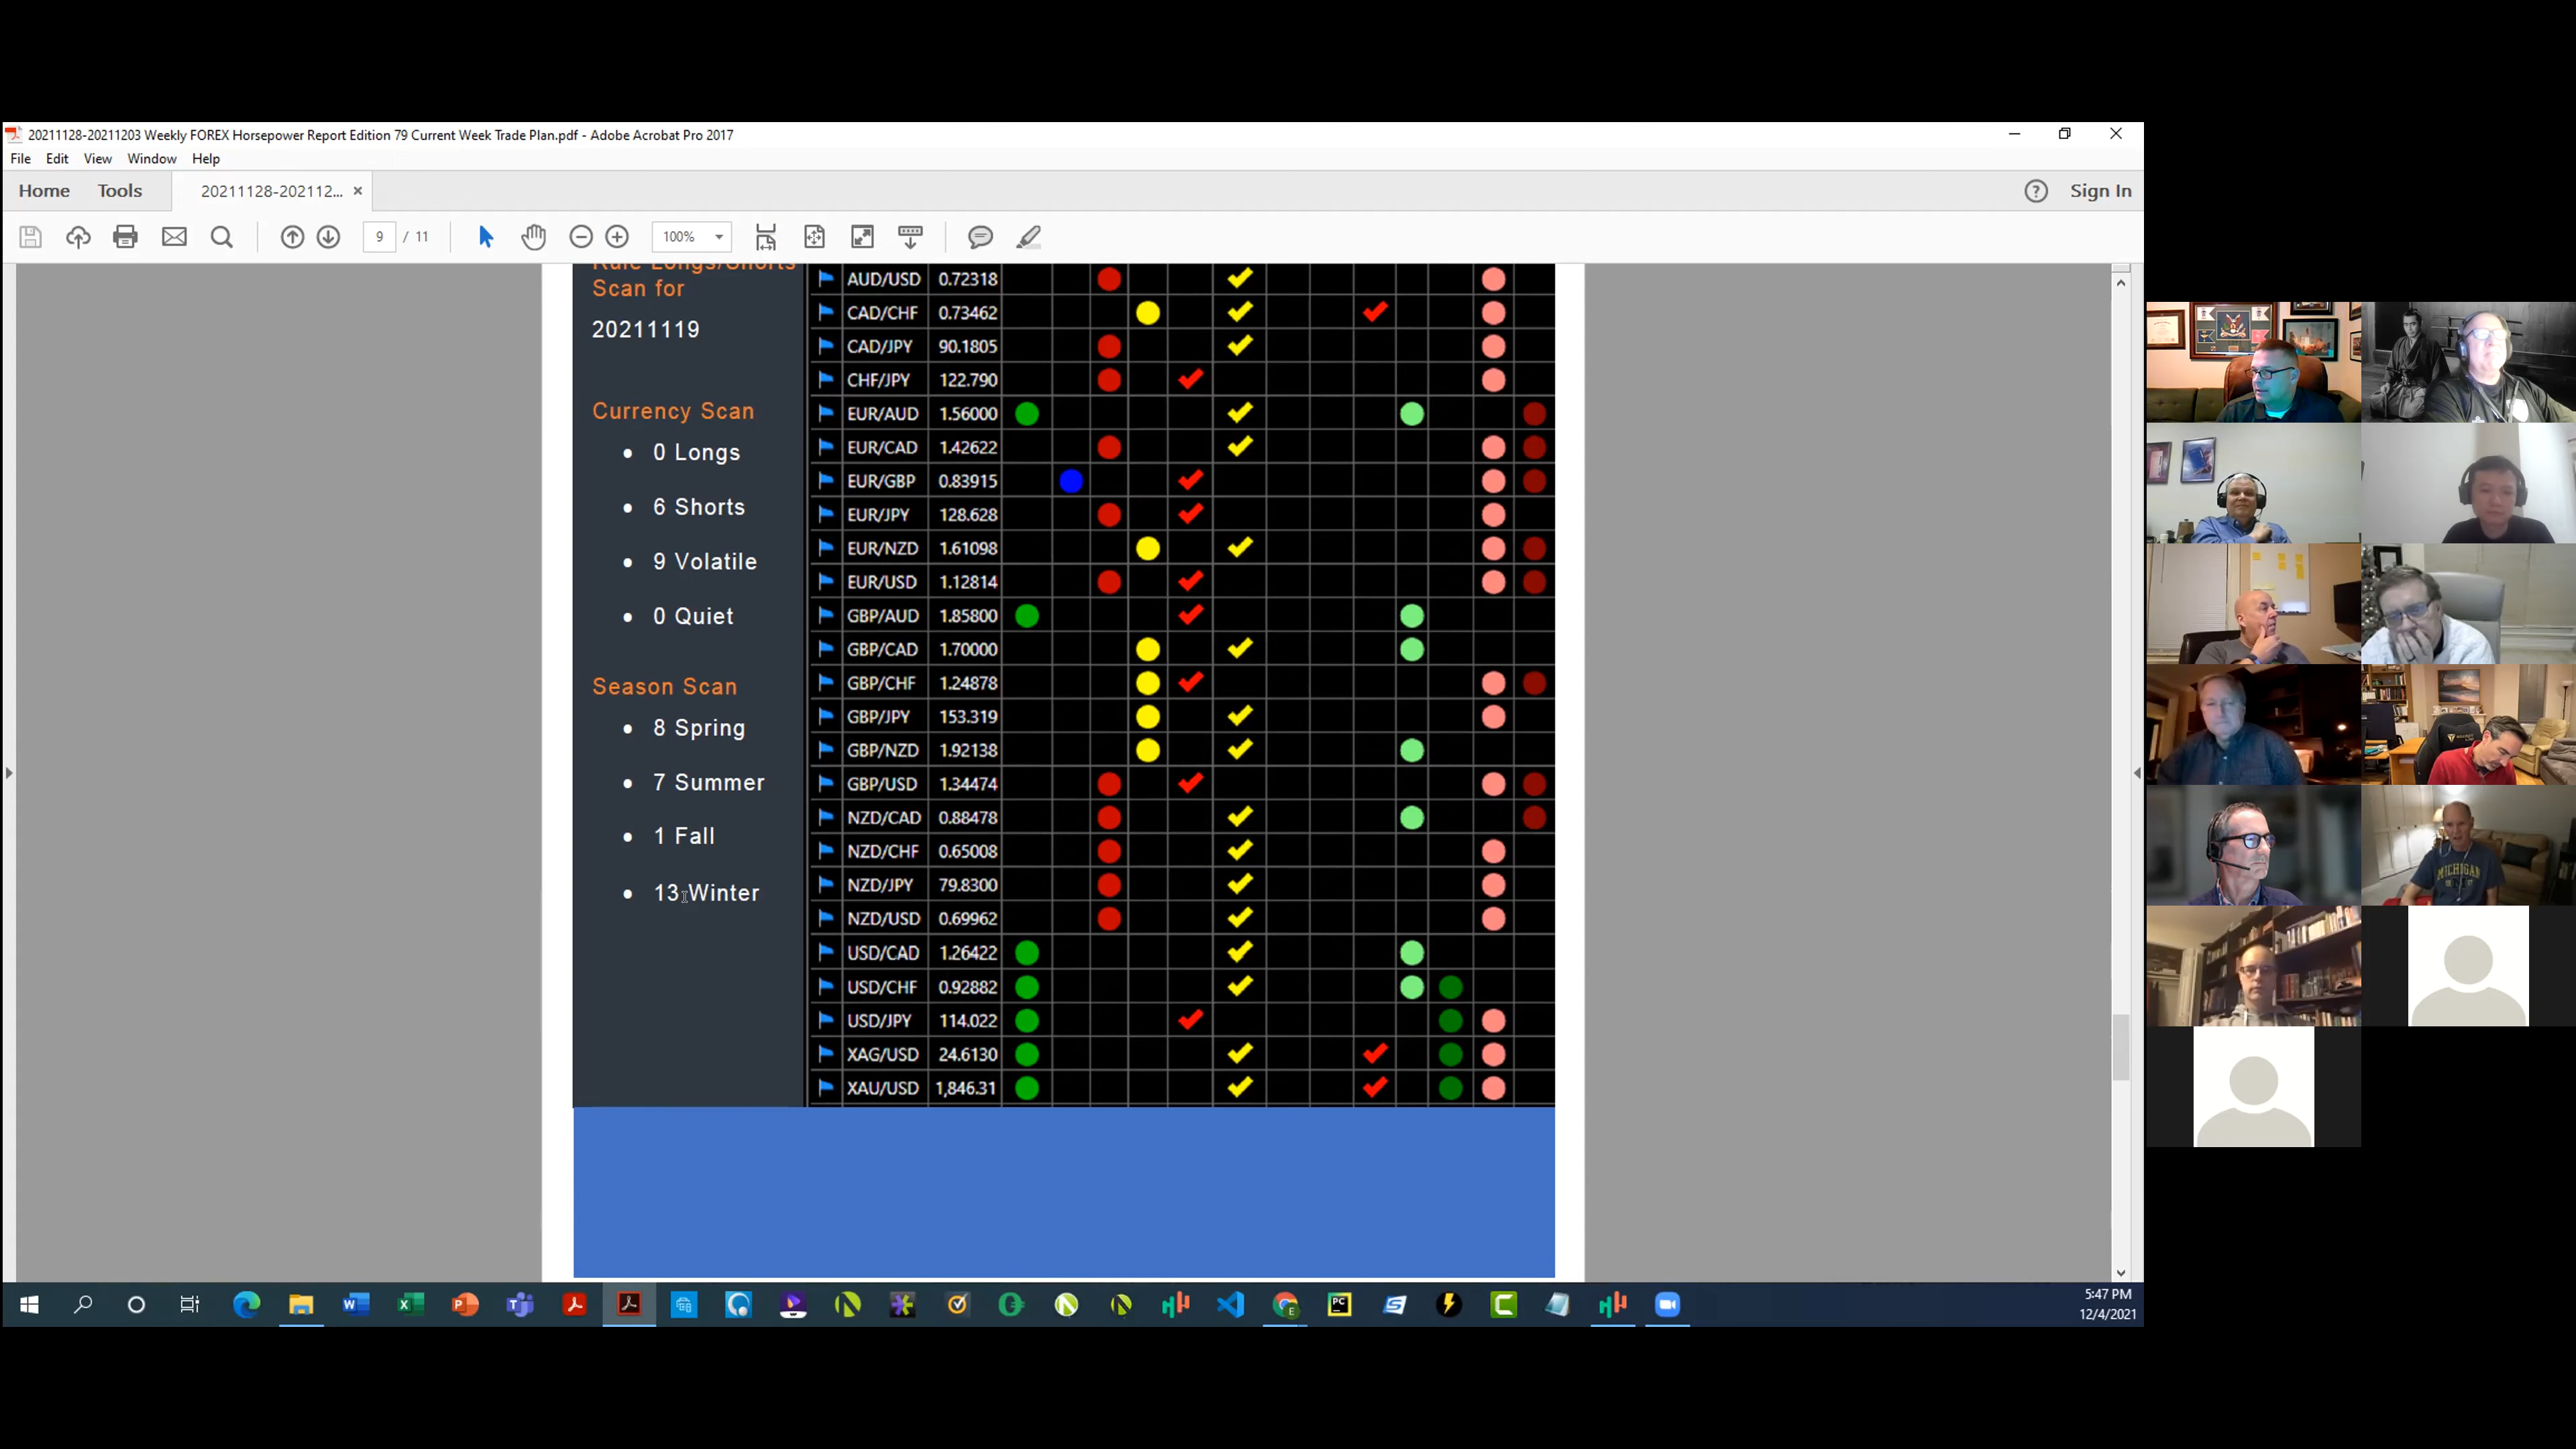 20211128-20211203 Weekly FOREX Horsepower Report Edition 79 Current Week Trade Plan.pdf - Adobe Acrobat Pro 2017
File Edit View Window Help
Home Tools 20211128-202112... × Sign In
9 / 11 100%
Rule Longs/Shorts
Scan for
20211119
Currency Scan
• 0 Longs
• 6 Shorts
• 9 Volatile
• 0 Quiet
Season Scan
• 8 Spring
• 7 Summer
• 1 Fall
• 13 Winter
AUD/USD 0.72318
CAD/CHF 0.73462
CAD/JPY 90.1805
CHF/JPY 122.790
EUR/AUD 1.56000
EUR/CAD 1.42622
EUR/GBP 0.83915
EUR/JPY 128.628
EUR/NZD 1.61098
EUR/USD 1.12814
GBP/AUD 1.85800
GBP/CAD 1.70000
GBP/CHF 1.24878
GBP/JPY 153.319
GBP/NZD 1.92138
GBP/USD 1.34474
NZD/CAD 0.88478
NZD/CHF 0.65008
NZD/JPY 79.8300
NZD/USD 0.69962
USD/CAD 1.26422
USD/CHF 0.92882
USD/JPY 114.022
XAG/USD 24.6130
XAU/USD 1,846.31
MICHIGAN
5:47 PM
12/4/2021